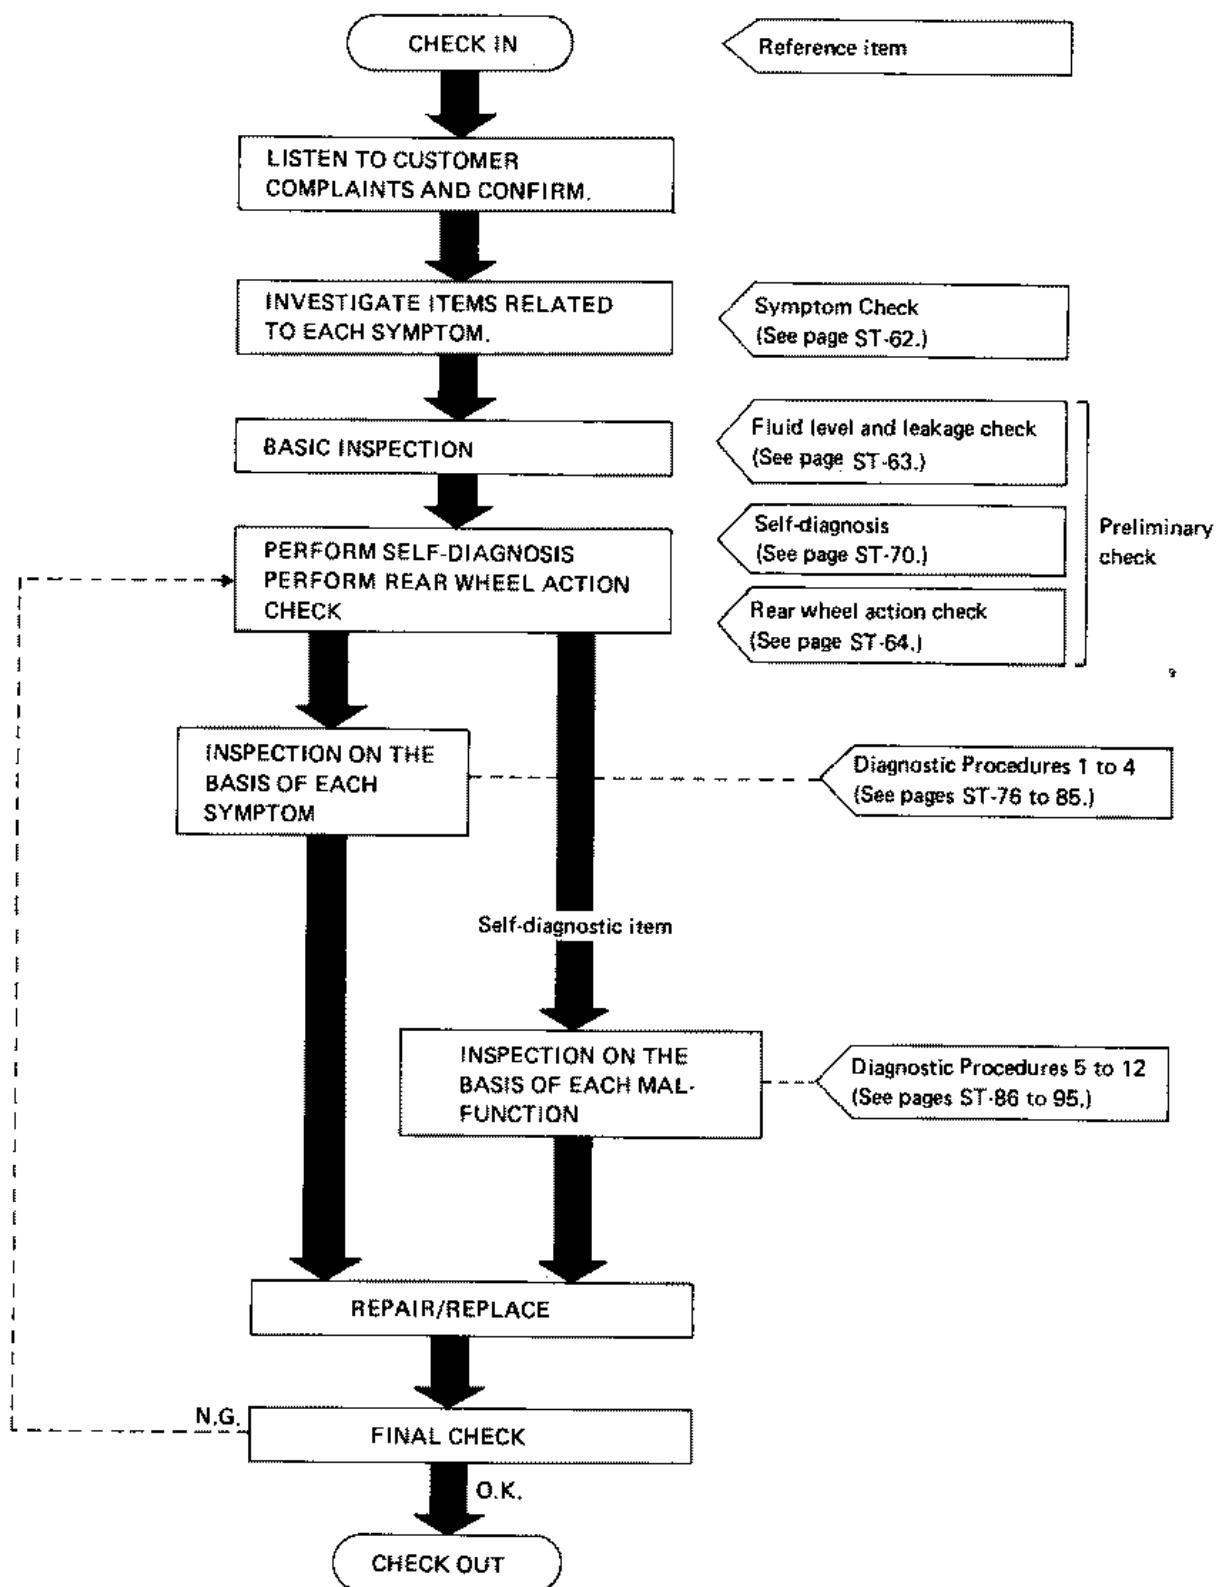 CHECK IN
Reference item
LISTEN TO CUSTOMER
COMPLAINTS AND CONFIRM.
INVESTIGATE ITEMS RELATED
TO EACH SYMPTOM.
Symptom Check
(See page ST-62.)
BASIC INSPECTION
Fluid level and leakage check
(See page ST-63.)
PERFORM SELF-DIAGNOSIS
PERFORM REAR WHEEL ACTION
CHECK
Self-diagnosis
(See page ST-70.)
Rear wheel action check
(See page ST-64.)
Preliminary
check
INSPECTION ON THE
BASIS OF EACH
SYMPTOM
Diagnostic Procedures 1 to 4
(See pages ST-76 to 85.)
Self-diagnostic item
INSPECTION ON THE
BASIS OF EACH MAL-
FUNCTION
Diagnostic Procedures 5 to 12
(See pages ST-86 to 95.)
REPAIR/REPLACE
N.G.
FINAL CHECK
O.K.
CHECK OUT